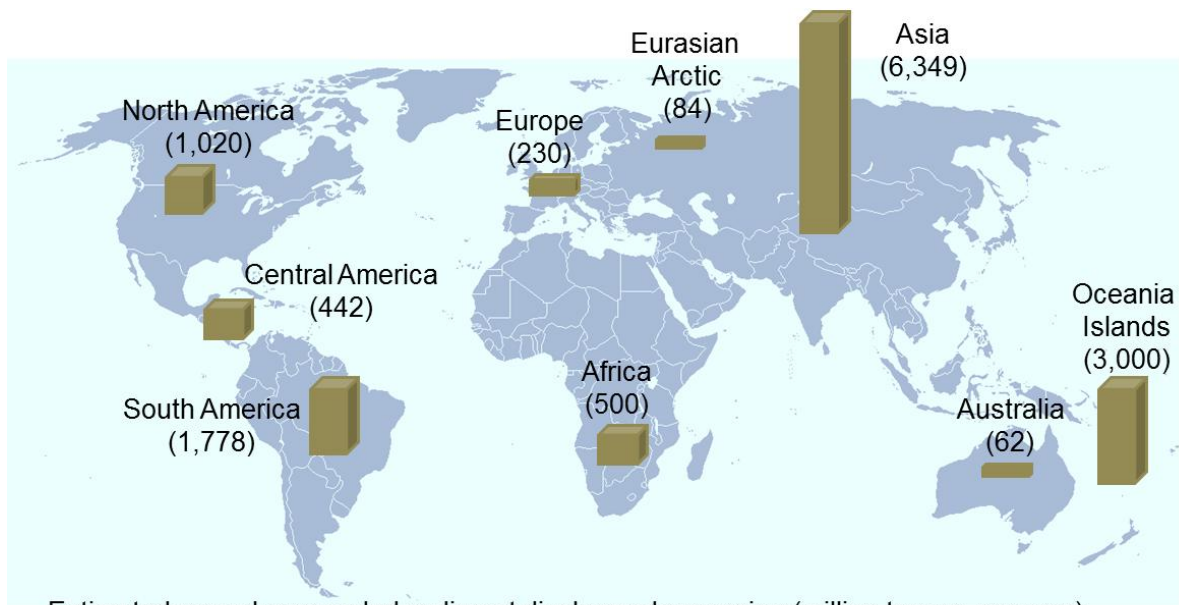 Asia
(6,349)
Eurasian
Arctic
(84)
North America
(1,020)
Europe
(230)
Central America
(442)
Oceania
Islands
(3,000)
South America
(1,778)
Africa
(500)
Australia
(62)